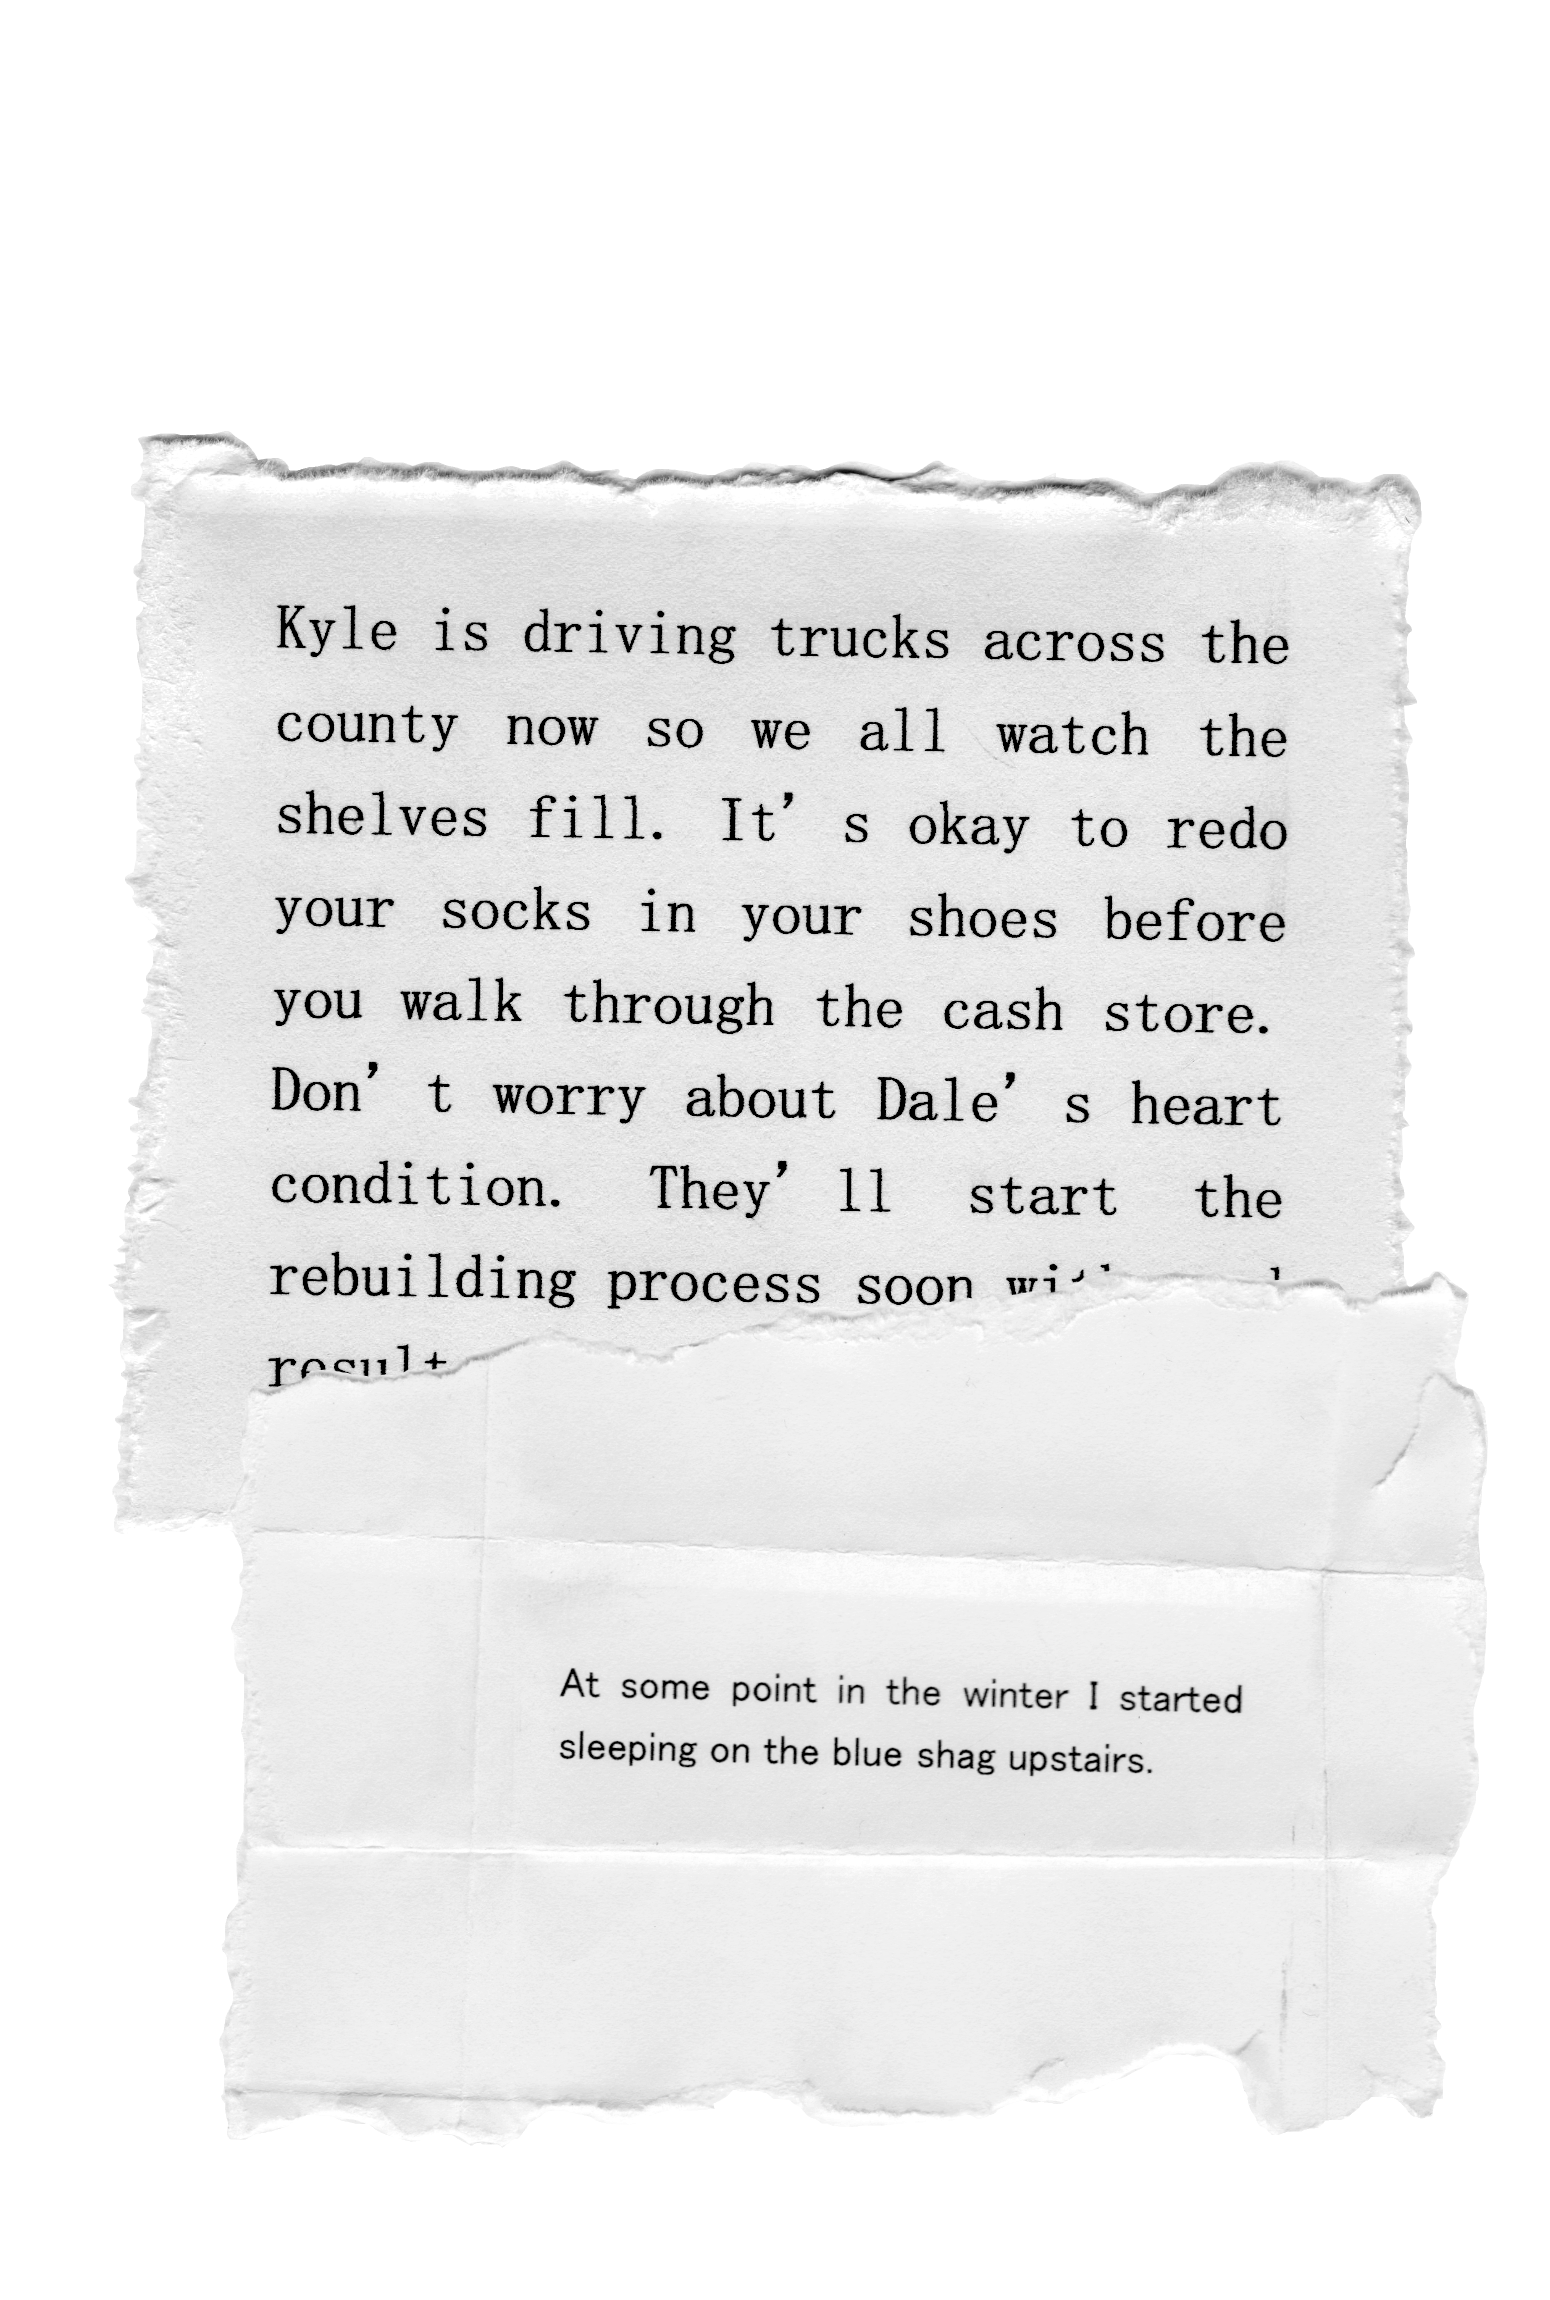 Kyle is driving trucks across the
county now so we all watch the
shelves fill. It’s okay to redo
your socks in your shoes before
you walk through the cash store.
Don’t worry about Dale’s heart
condition. They’ll start the
rebuilding process soon
At some point in the winter I started
sleeping on the blue shag upstairs.